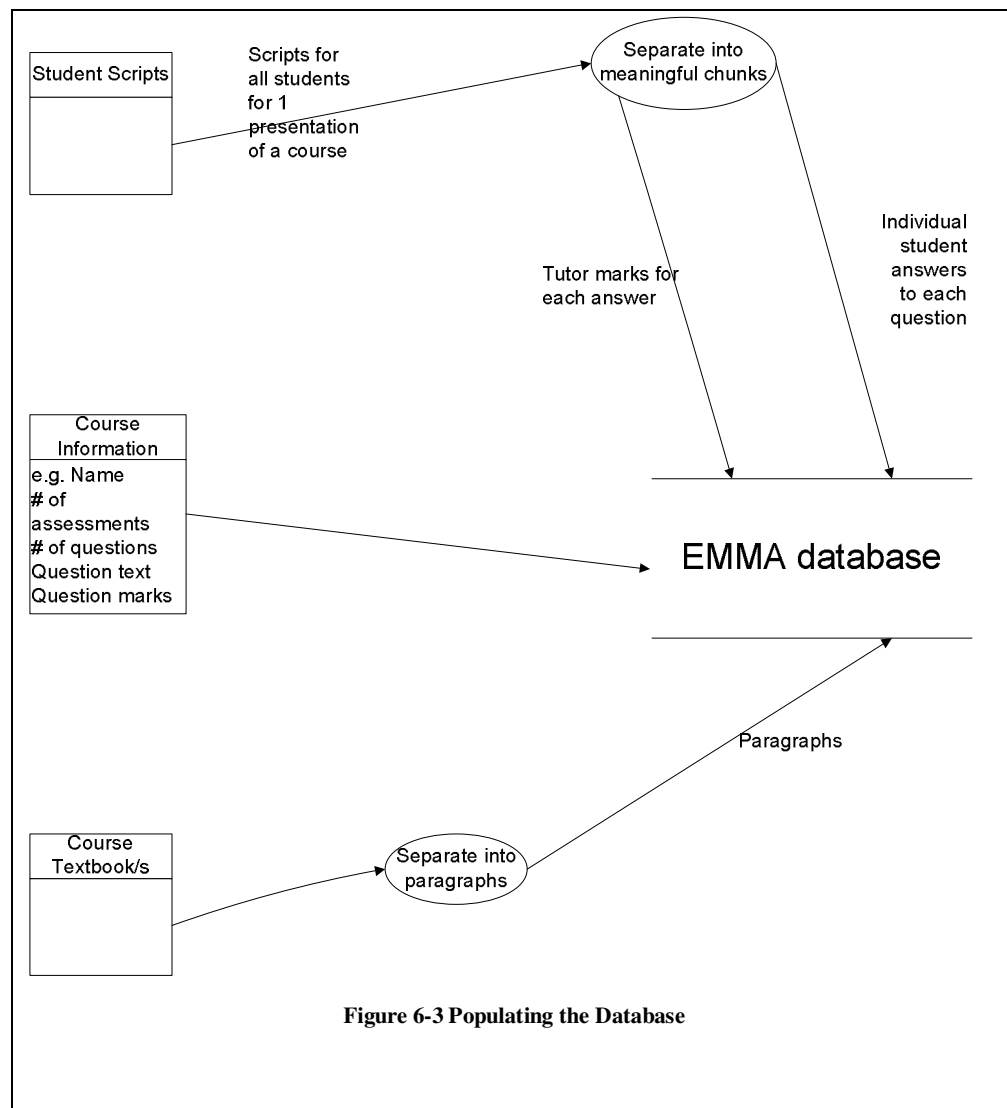 Student Scripts
Scripts for
all students
for 1
presentation
of a course
Separate into
meaningful chunks
Tutor marks for
each answer
Individual
student
answers
to each
question
Course
Information
e.g. Name
# of
assessments
# of questions
Question text
Question marks
EMMA database
Paragraphs
Course
Textbook/s
Separate into
paragraphs
Figure 6-3 Populating the Database